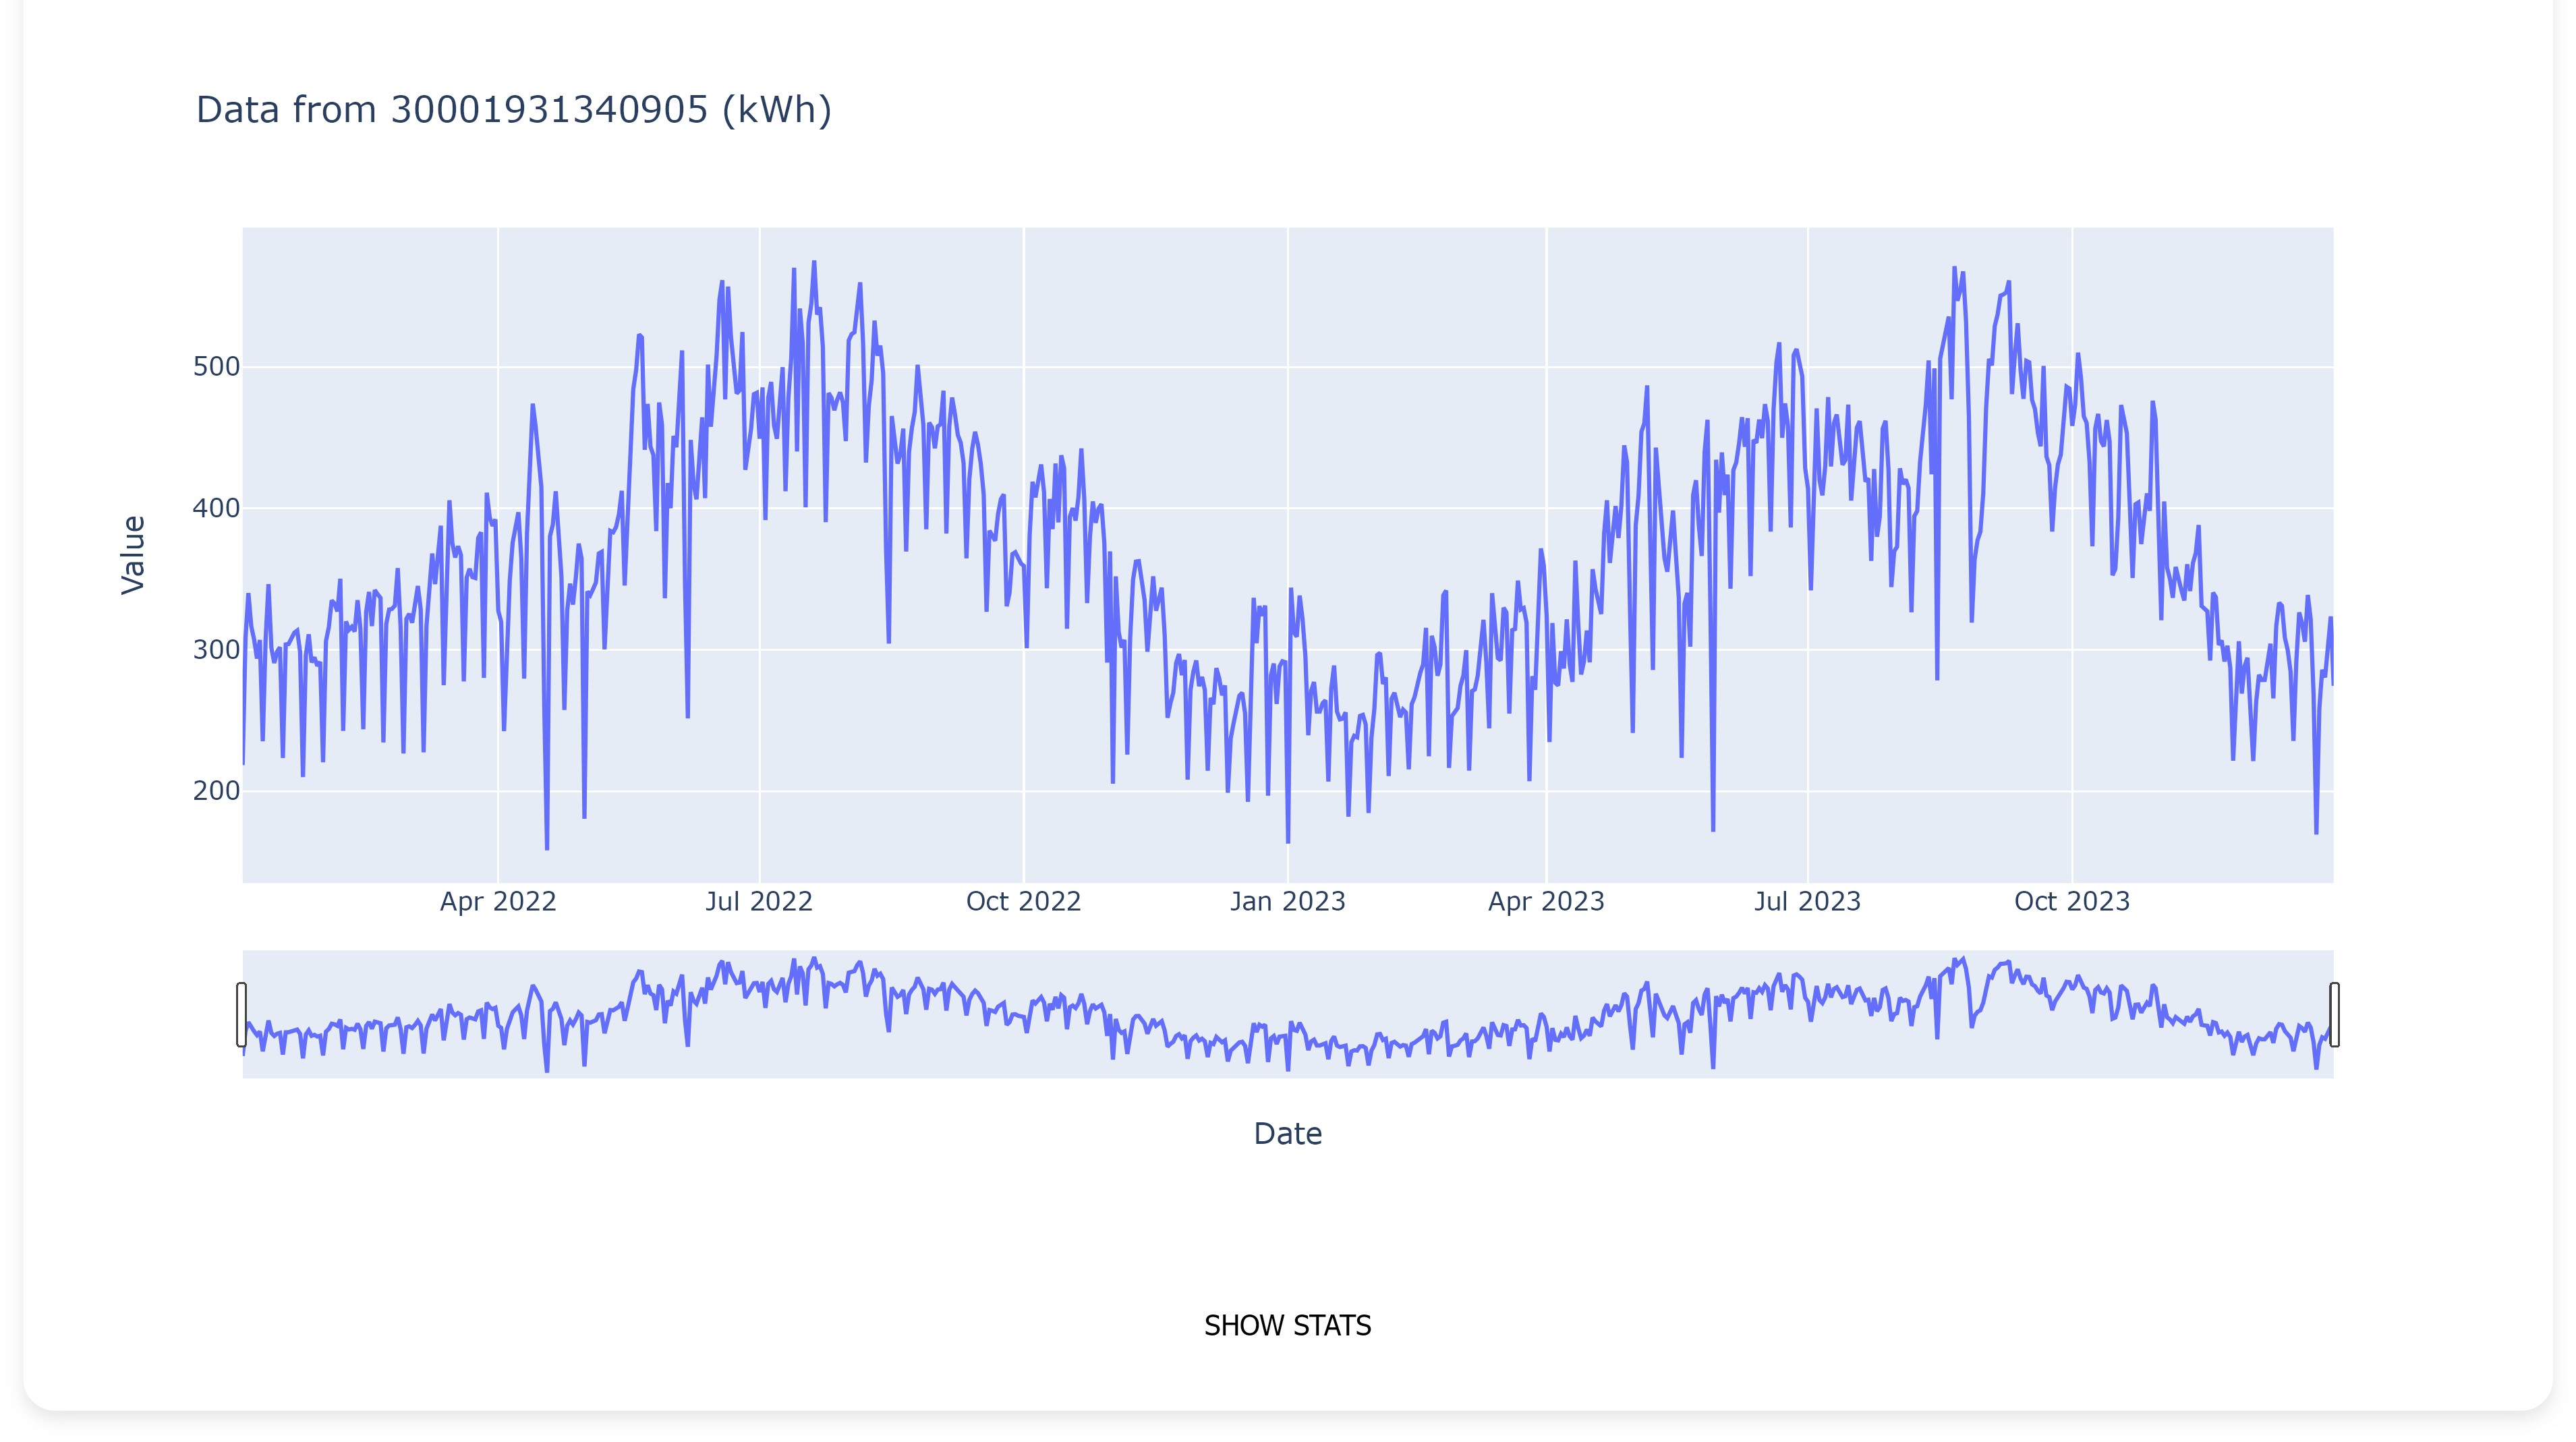 Data from 30001931340905 (kWh)
Value
500
400
300
200
Apr 2022
Jul 2022
Oct 2022
Jan 2023
Apr 2023
Jul 2023
Oct 2023
Date
SHOW STATS